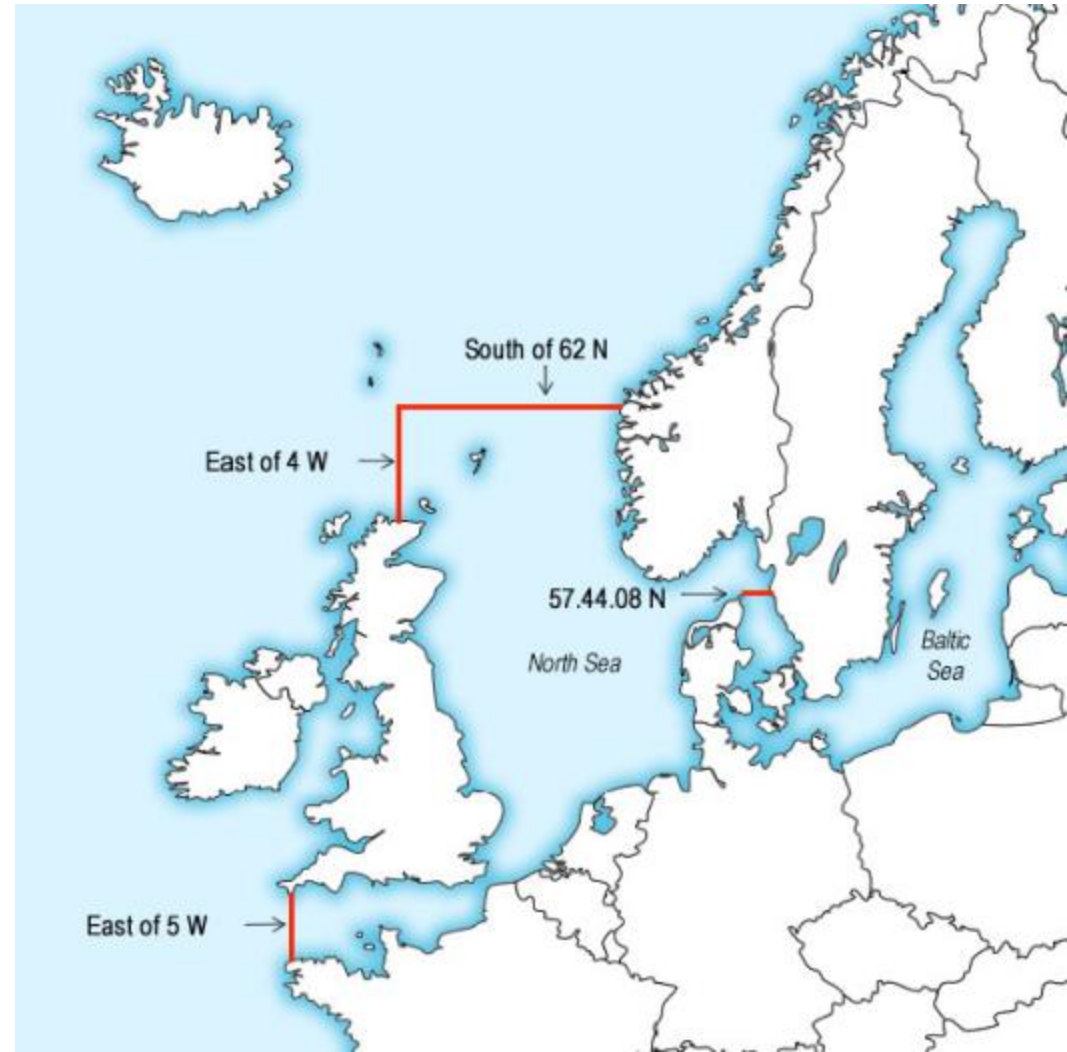 South of 62 N
East of 4 W
57.44.08 N
North Sea
Baltic
Sea
East of 5 W